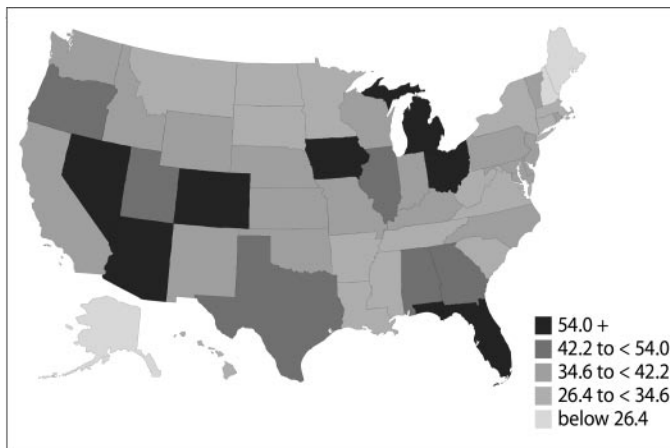 54.0 +
42.2 to < 54.0
34.6 to < 42.2
26.4 to < 34.6
below 26.4